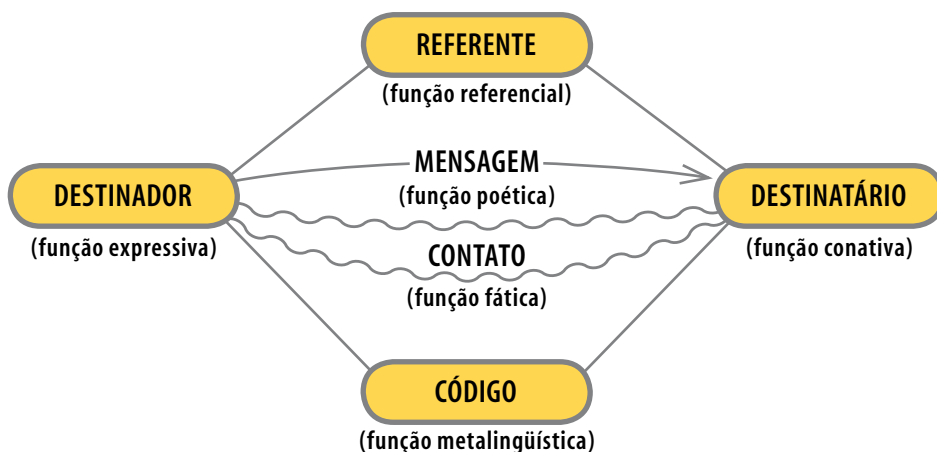 REFERENTE
(função referencial)
MENSAGEM
(função poética)
DESTINADOR
(função expressiva)
DESTINATÁRIO
(função conativa)
CONTATO
(função fática)
CÓDIGO
(função metalingüística)